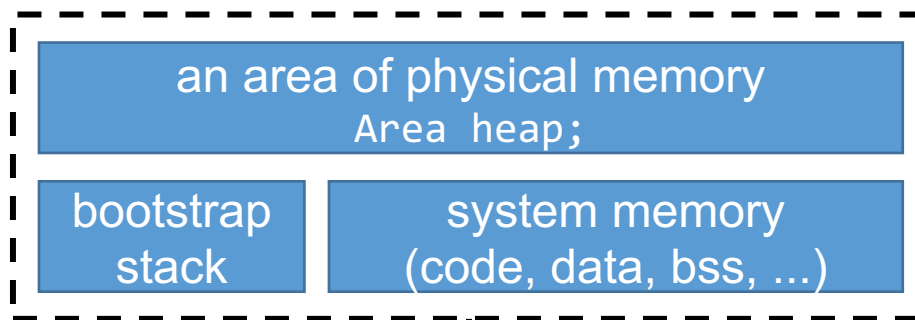 an area of physical memory
Area heap;
bootstrap
stack
system memory
(code, data, bss, ...)